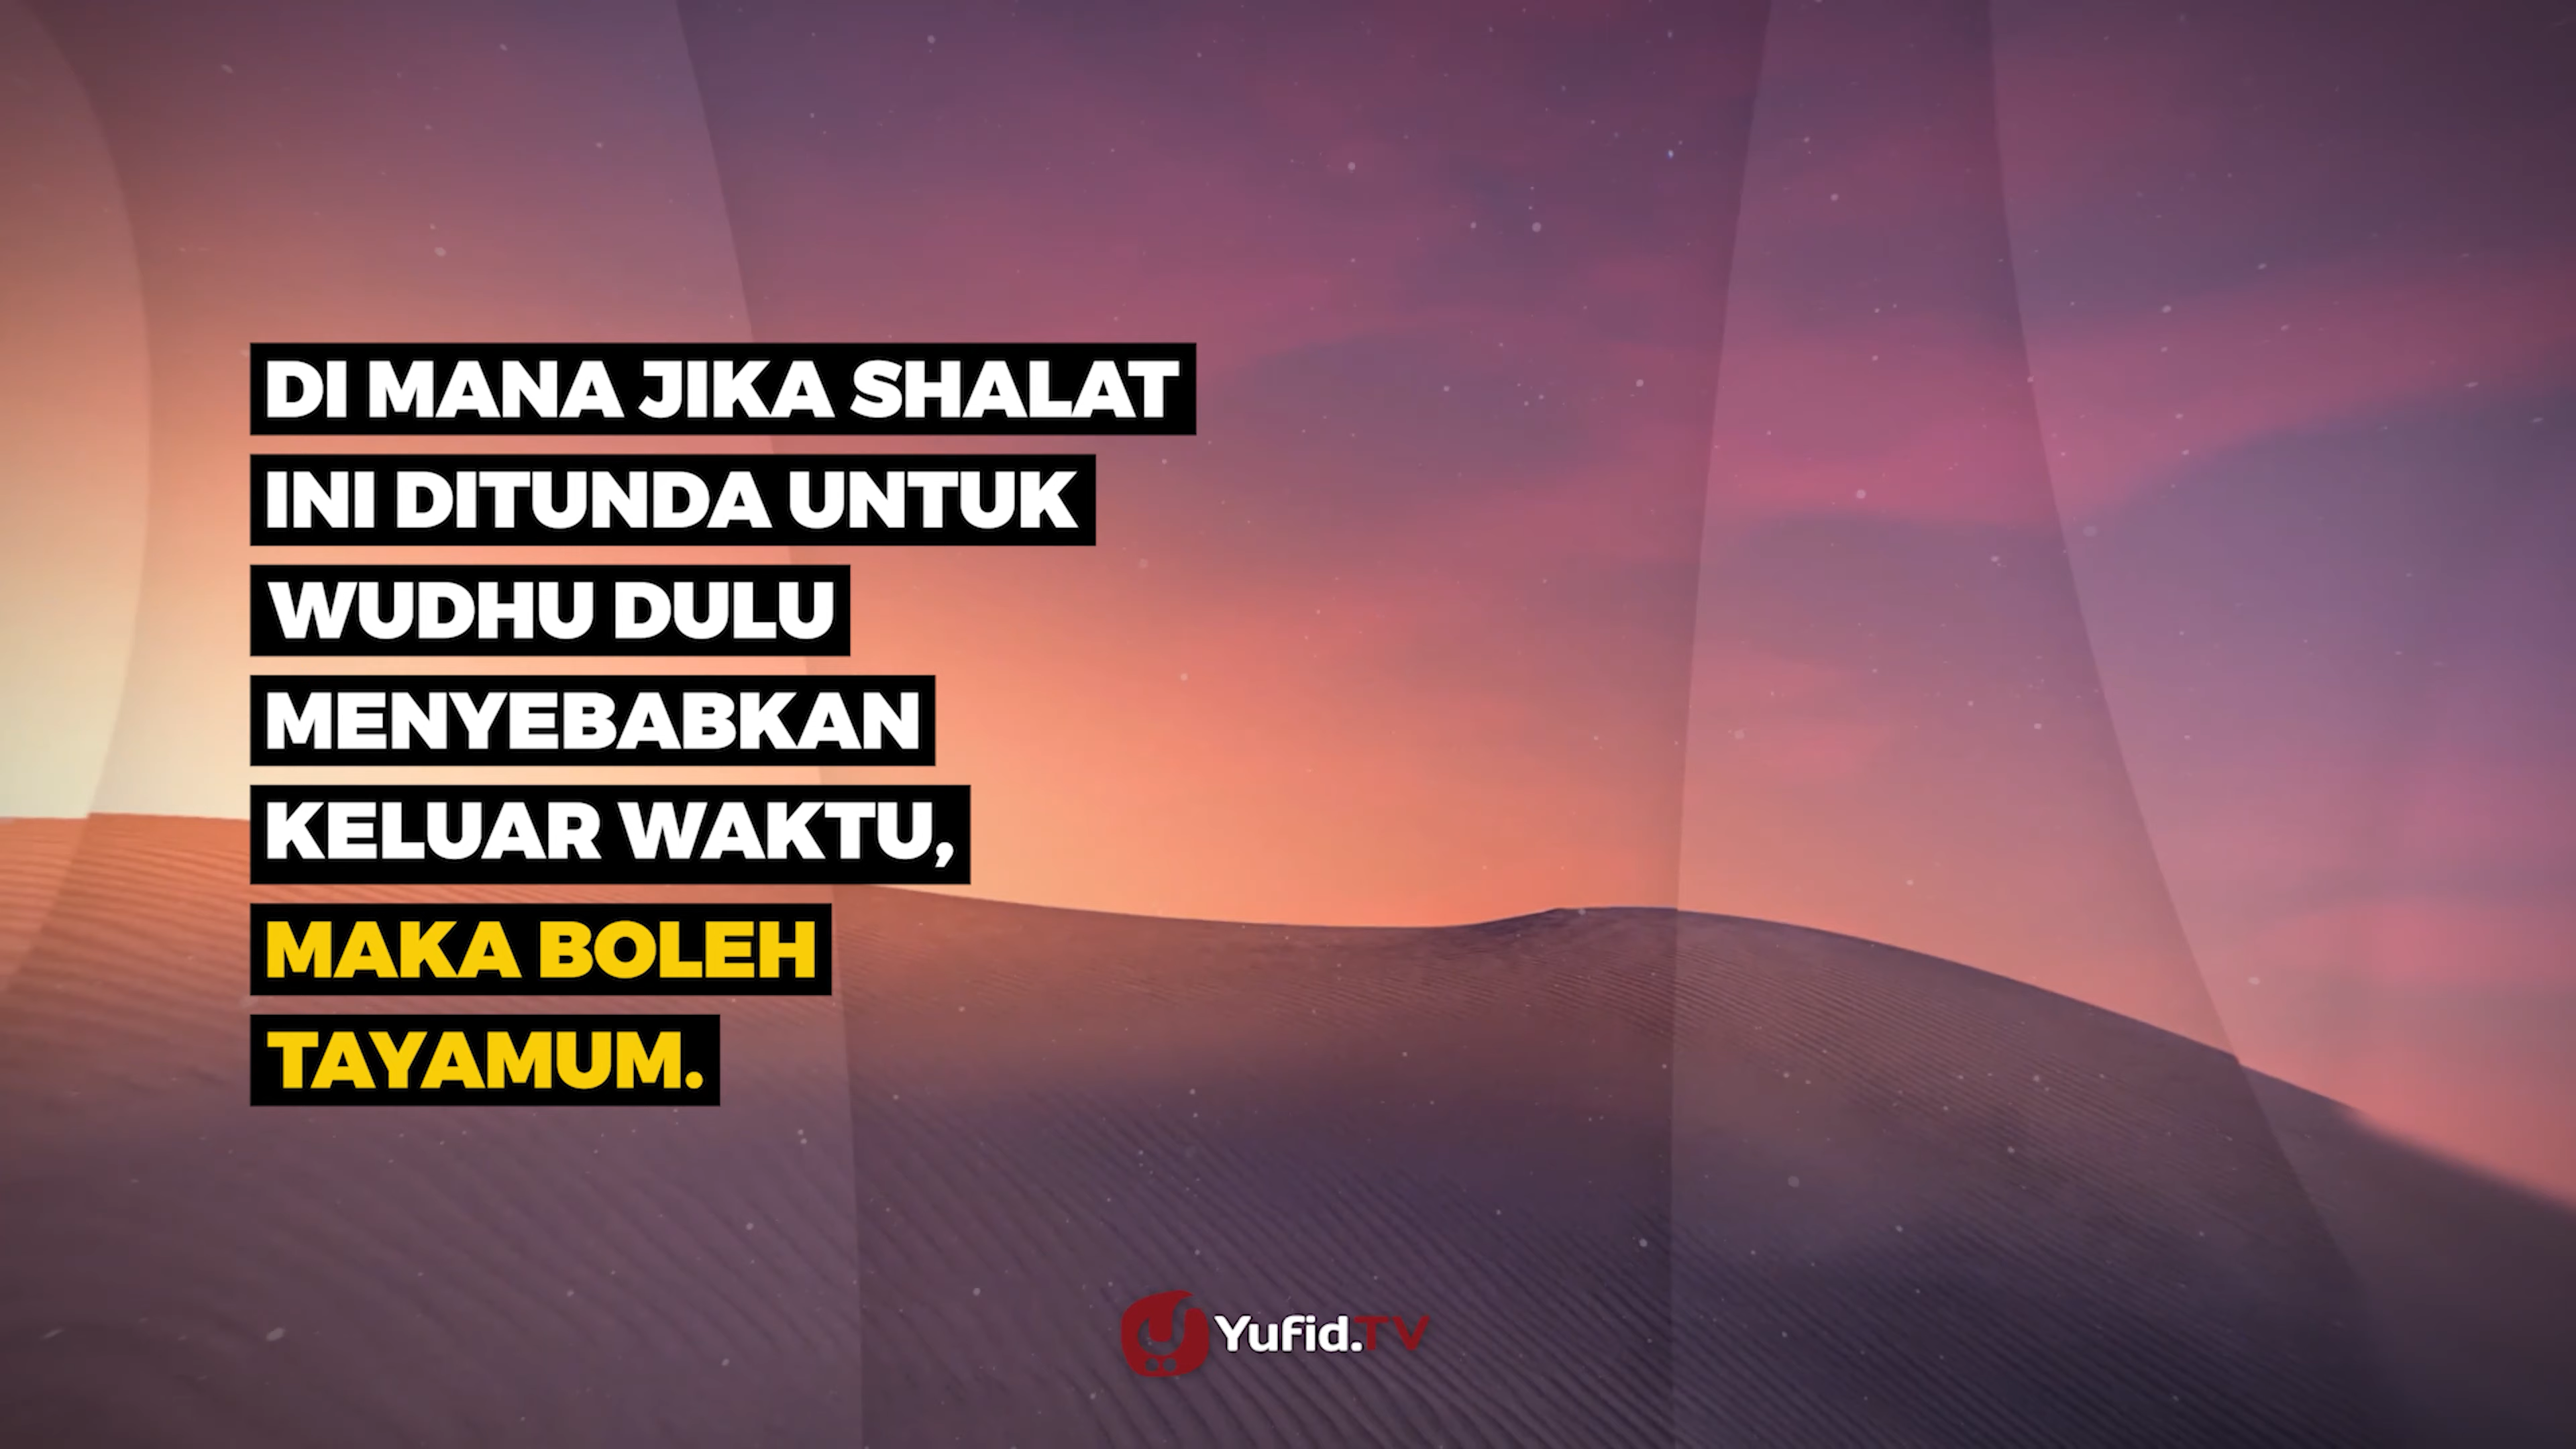 DI MANA JIKA SHALAT
INI DITUNDA UNTUK
WUDHU DULU
MENYEBABKAN
KELUAR WAKTU,
MAKA BOLEH
TAYAMUM.
Yufid.TV